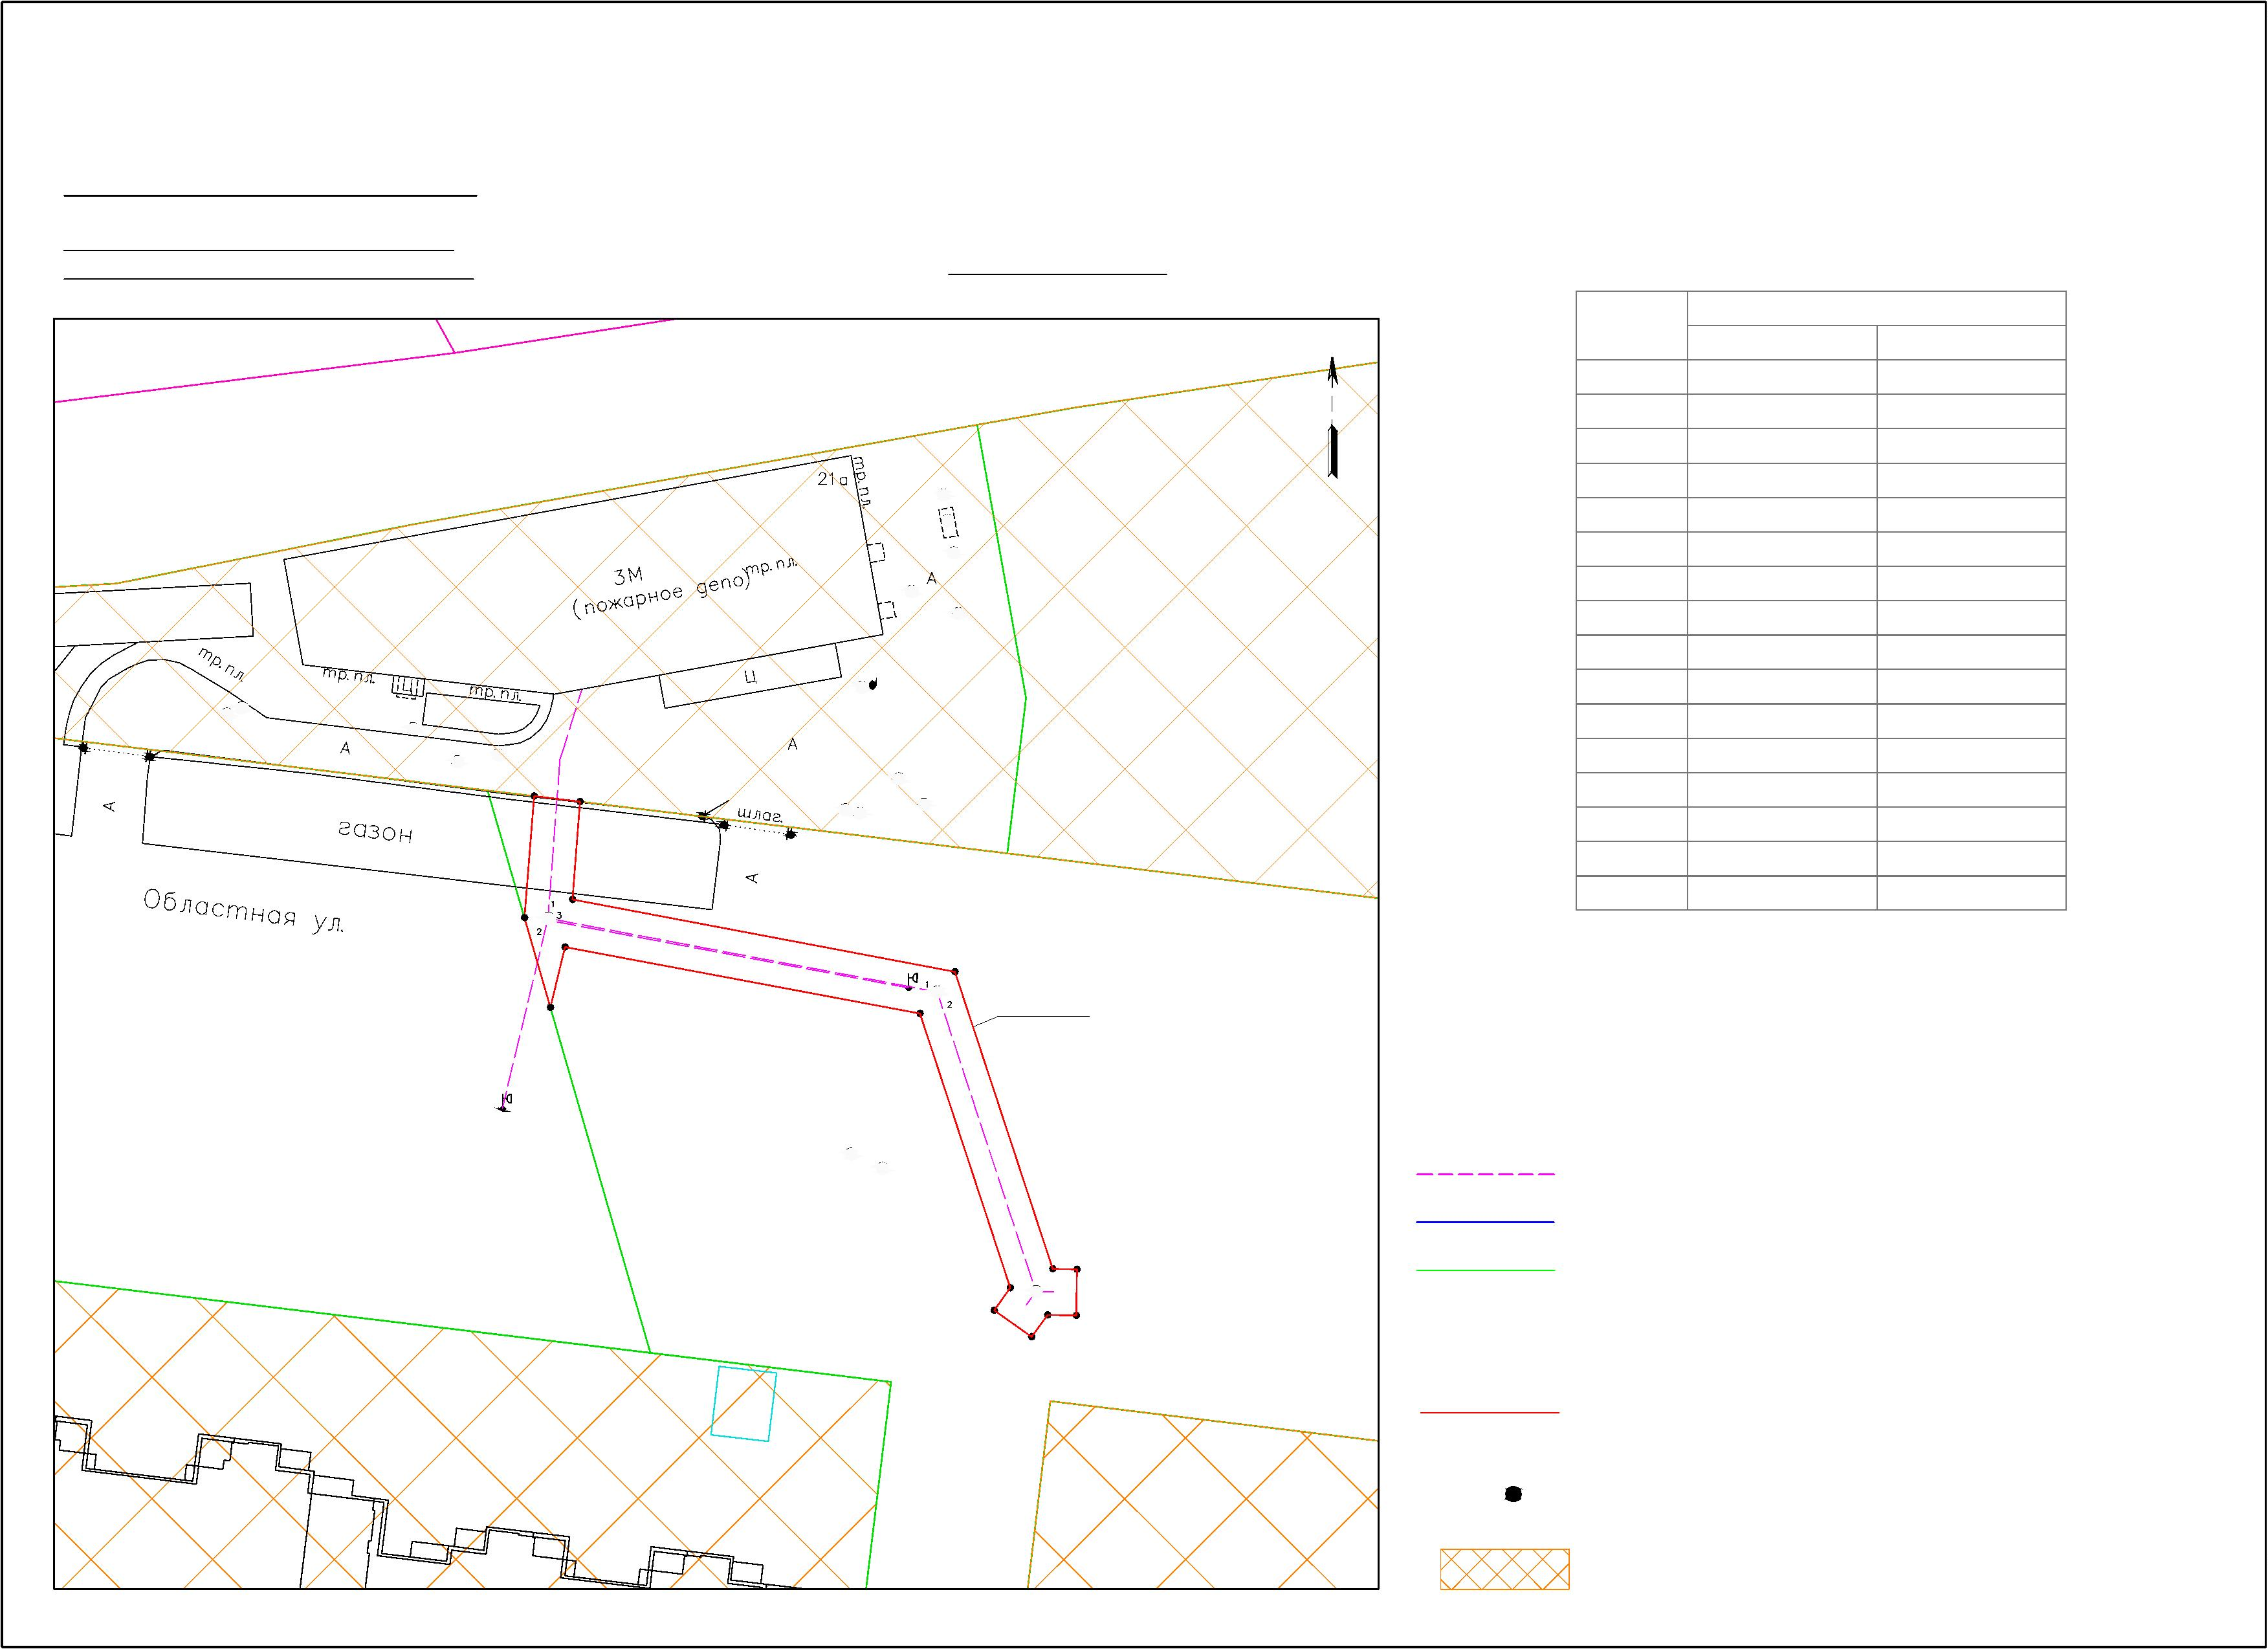 21а
тр. пл.
3М
(пожарное депо)
тр. пл.
А
тр. пл.
тр. пл.
Ц
тр. пл.
Ц
А
А
А
шлаг.
газон
А
Областная ул.
1
3
2
1
2